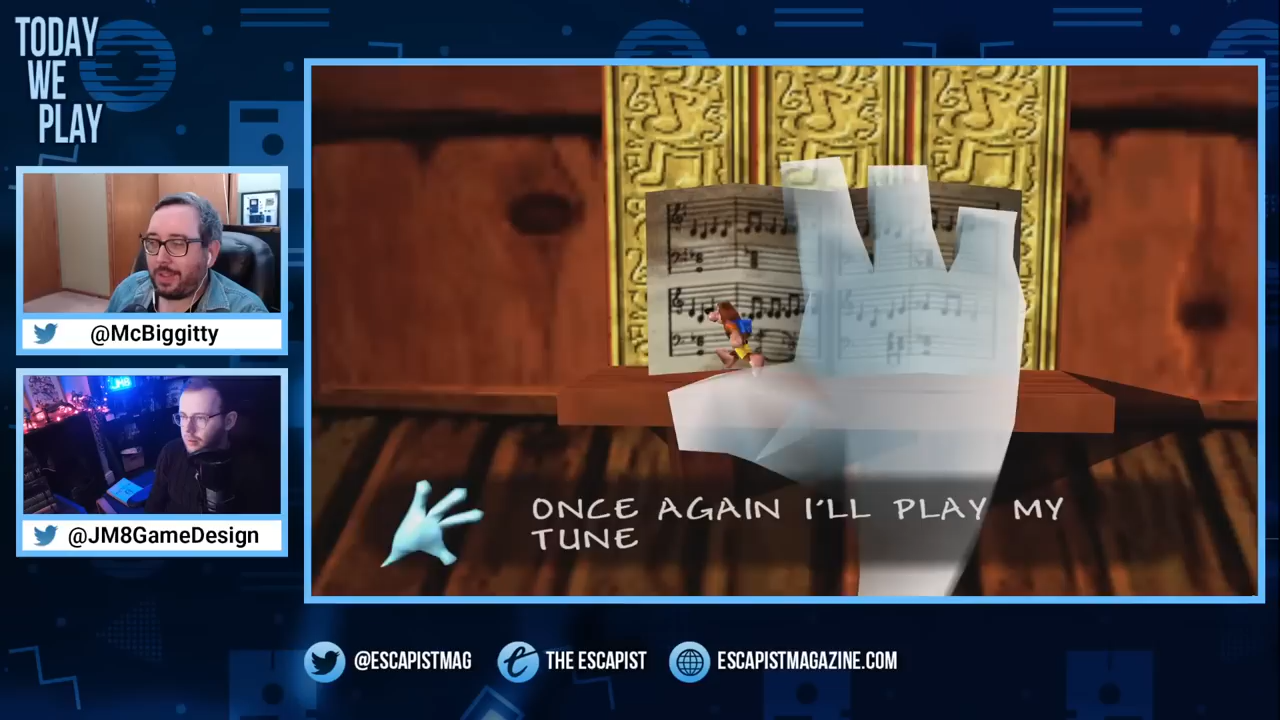 TODAY
WE
PLAY
@McBiggitty
@JM8GameDesign
ONCE AGAIN I'LL PLAY MY
TUNE
@ESCAPISTMAG
THE ESCAPIST
ESCAPISTMAGAZINE.COM